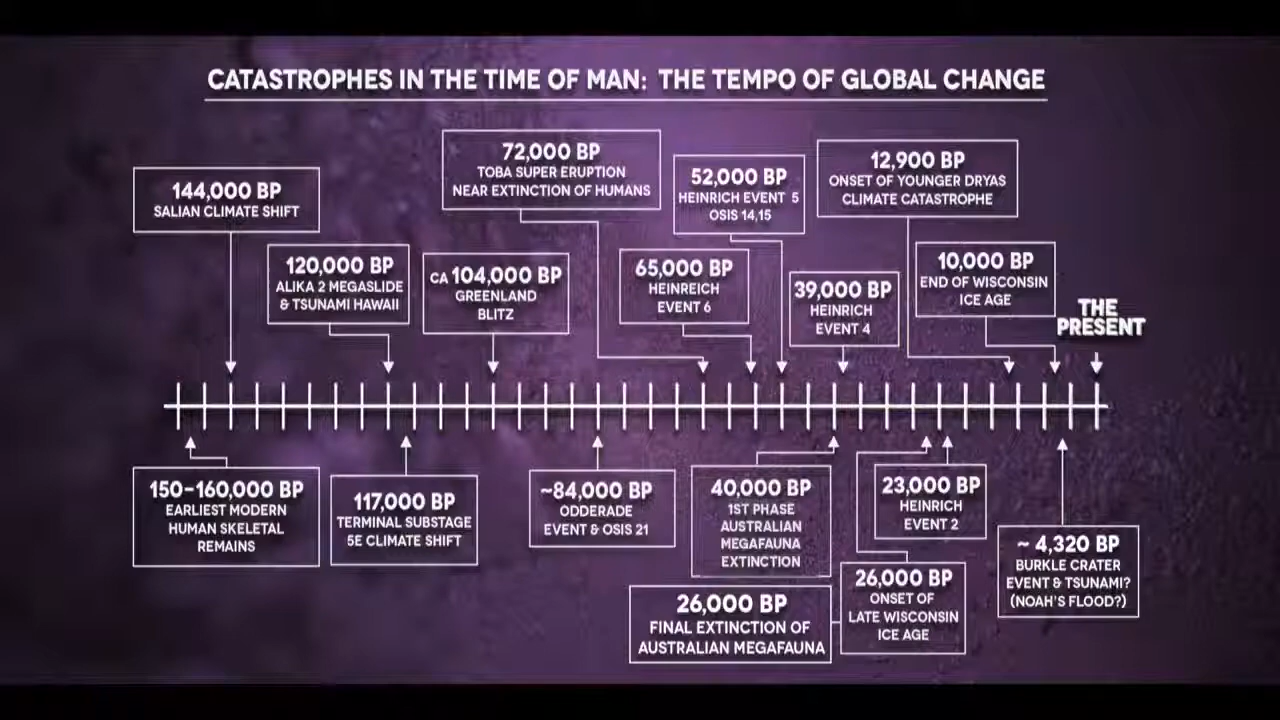 CATASTROPHES IN THE TIME OF MAN: THE TEMPO OF GLOBAL CHANGE
144,000 BP
SALIAN CLIMATE SHIFT
120,000 BP
ALIKA 2 MEGASLIDE
& TSUNAMI HAWAII
CA 104,000 BP
GREENLAND
BLITZ
72,000 BP
TOBA SUPER ERUPTION
NEAR EXTINCTION OF HUMANS
65,000 BP
HEINREICH
EVENT 6
52,000 BP
HEINRICH EVENT 5
OSIS 14,15
39,000 BP
HEINRICH
EVENT 4
12,900 BP
ONSET OF YOUNGER DRYAS
CLIMATE CATASTROPHE
10,000 BP
END OF WISCONSIN
ICE AGE
THE
PRESENT
150-160,000 BP
EARLIEST MODERN
HUMAN SKELETAL
REMAINS
117,000 BP
TERMINAL SUBSTAGE
5E CLIMATE SHIFT
~84,000 BP
ODDERADE
EVENT & OSIS 21
40,000 BP
1ST PHASE
AUSTRALIAN
MEGAFAUNA
EXTINCTION
26,000 BP
FINAL EXTINCTION OF
AUSTRALIAN MEGAFAUNA
26,000 BP
ONSET OF
LATE WISCONSIN
ICE AGE
23,000 BP
HEINRICH
EVENT 2
~ 4,320 BP
BURKLE CRATER
EVENT & TSUNAMI?
(NOAH'S FLOOD?)